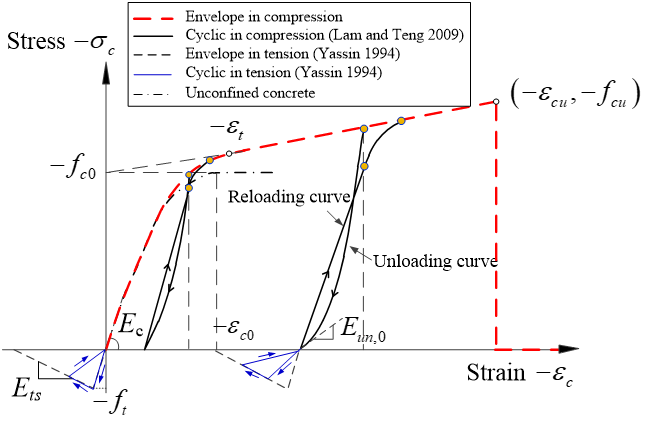 Envelope in compression
Cyclic in compression (Lam and Teng 2009)
Envelope in tension (Yassin 1994)
Cyclic in tension (Yassin 1994)
Unconfined concrete
Stress −σc
(−εcu, −fcu)
−εt
−fc0
Reloading curve
Unloading curve
Ec
−εc0
Eun,0
Ets
−ft
Strain −εc